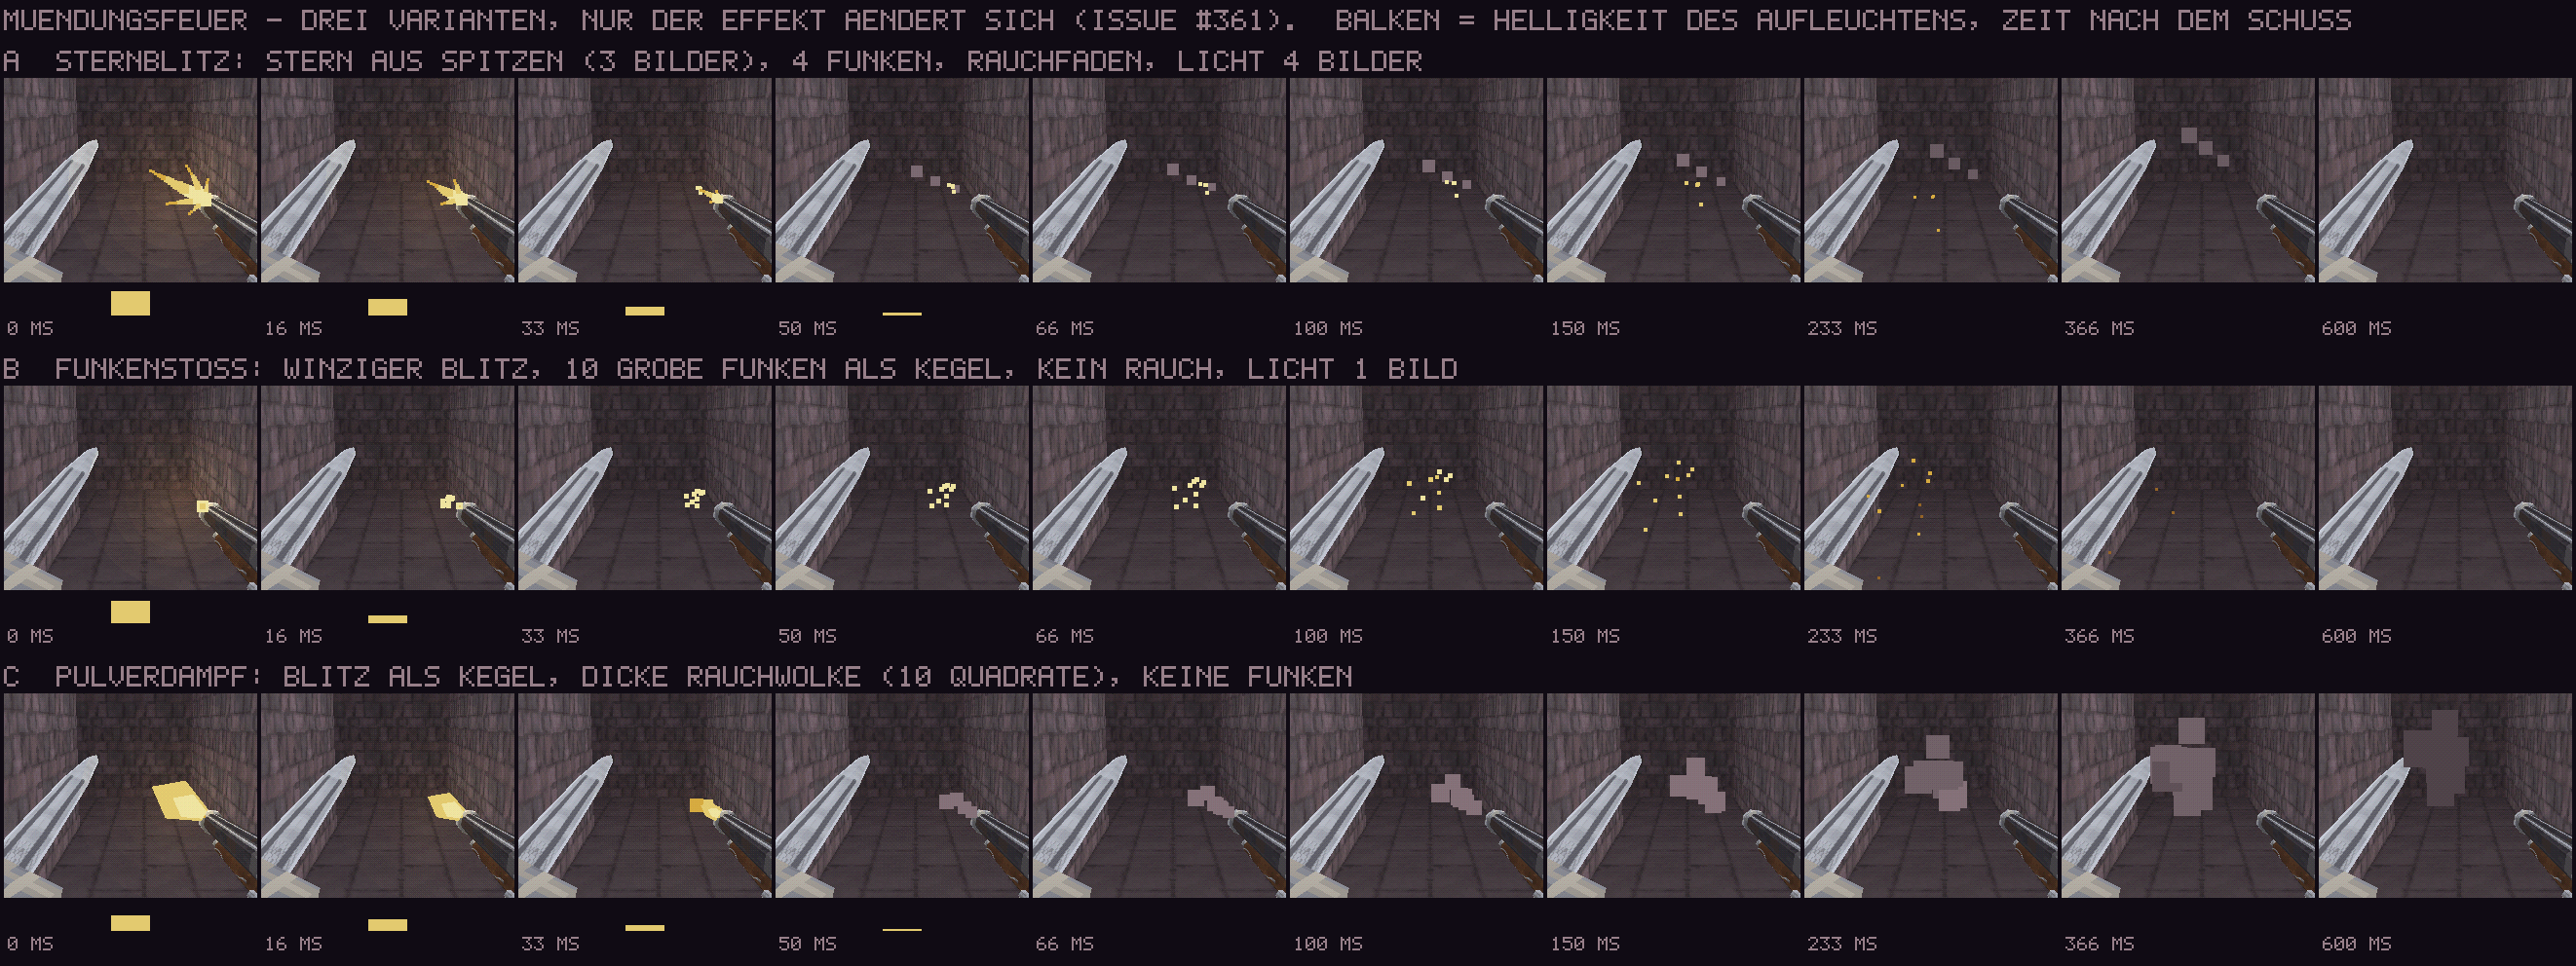 MUENDUNGSFEUER - DREI VARIANTEN, NUR DER EFFEKT AENDERT SICH (ISSUE #361). BALKEN = HELLIGKEIT DES AUFLEUCHTENS, ZEIT NACH DEM SCHUSS
A STERNBLITZ: STERN AUS SPITZEN (3 BILDER), 4 FUNKEN, RAUCHFADEN, LICHT 4 BILDER
0 MS 16 MS 33 MS 50 MS 66 MS 100 MS 150 MS 233 MS 366 MS 600 MS
B FUNKENSTOSS: WINZIGER BLITZ, 10 GROBE FUNKEN ALS KEGEL, KEIN RAUCH, LICHT 1 BILD
0 MS 16 MS 33 MS 50 MS 66 MS 100 MS 150 MS 233 MS 366 MS 600 MS
C PULVERDAMPF: BLITZ ALS KEGEL, DICKE RAUCHWOLKE (10 QUADRATE), KEINE FUNKEN
0 MS 16 MS 33 MS 50 MS 66 MS 100 MS 150 MS 233 MS 366 MS 600 MS